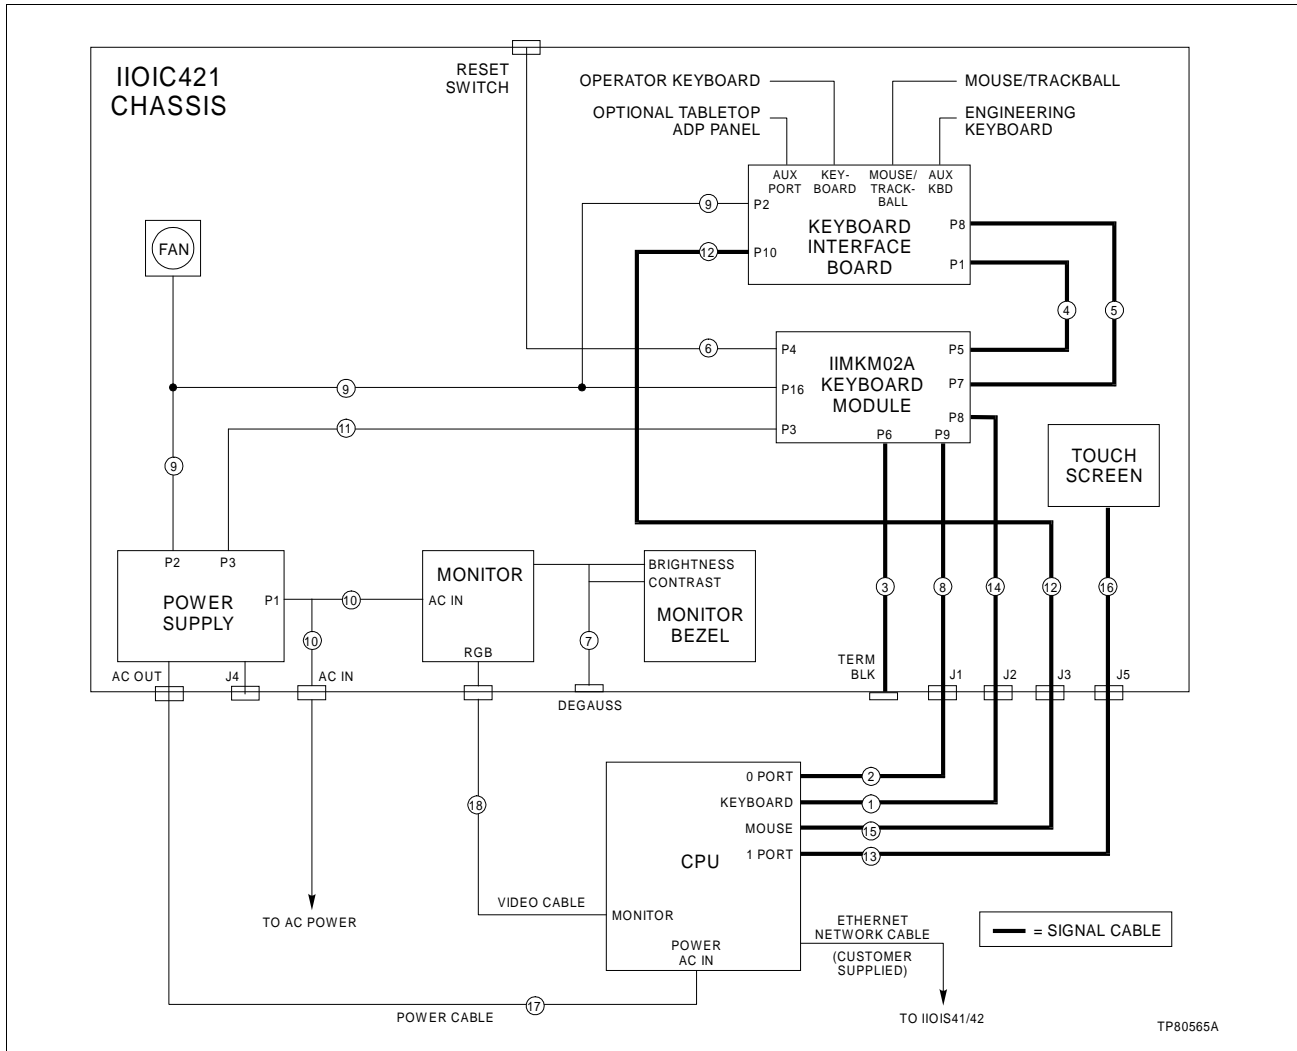 IIOIC421
CHASSIS
RESET
SWITCH
OPERATOR KEYBOARD
MOUSE/TRACKBALL
OPTIONAL TABLETOP
ADP PANEL
ENGINEERING
KEYBOARD
AUX
PORT
KEY-
BOARD
MOUSE/
TRACK-
BALL
AUX
KBD
9
P2
P8
KEYBOARD
INTERFACE
BOARD
12
P10
P1
FAN
4
5
6
P4
P5
IIMKM02A
KEYBOARD
MODULE
9
P16
P7
11
P3
P8
P6
P9
TOUCH
SCREEN
9
P2
P3
P1
POWER
SUPPLY
10
10
MONITOR
AC IN
RGB
BRIGHTNESS
CONTRAST
MONITOR
BEZEL
7
3
8
14
12
16
AC OUT
J4
AC IN
DEGAUSS
TERM
BLK
J1
J2
J3
J5
0 PORT
2
KEYBOARD
1
MOUSE
15
1 PORT
13
CPU
18
TO AC POWER
VIDEO CABLE
MONITOR
POWER
AC IN
ETHERNET
NETWORK CABLE
(CUSTOMER
SUPPLIED)
= SIGNAL CABLE
17
POWER CABLE
TO IIOIS41/42
TP80565A